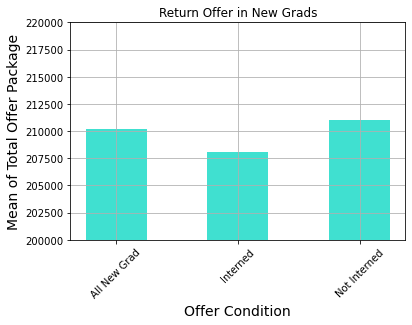 Return Offer in New Grads
Mean of Total Offer Package
220000
217500
215000
212500
210000
207500
205000
202500
200000
All New Grad
Interned
Not Interned
Offer Condition